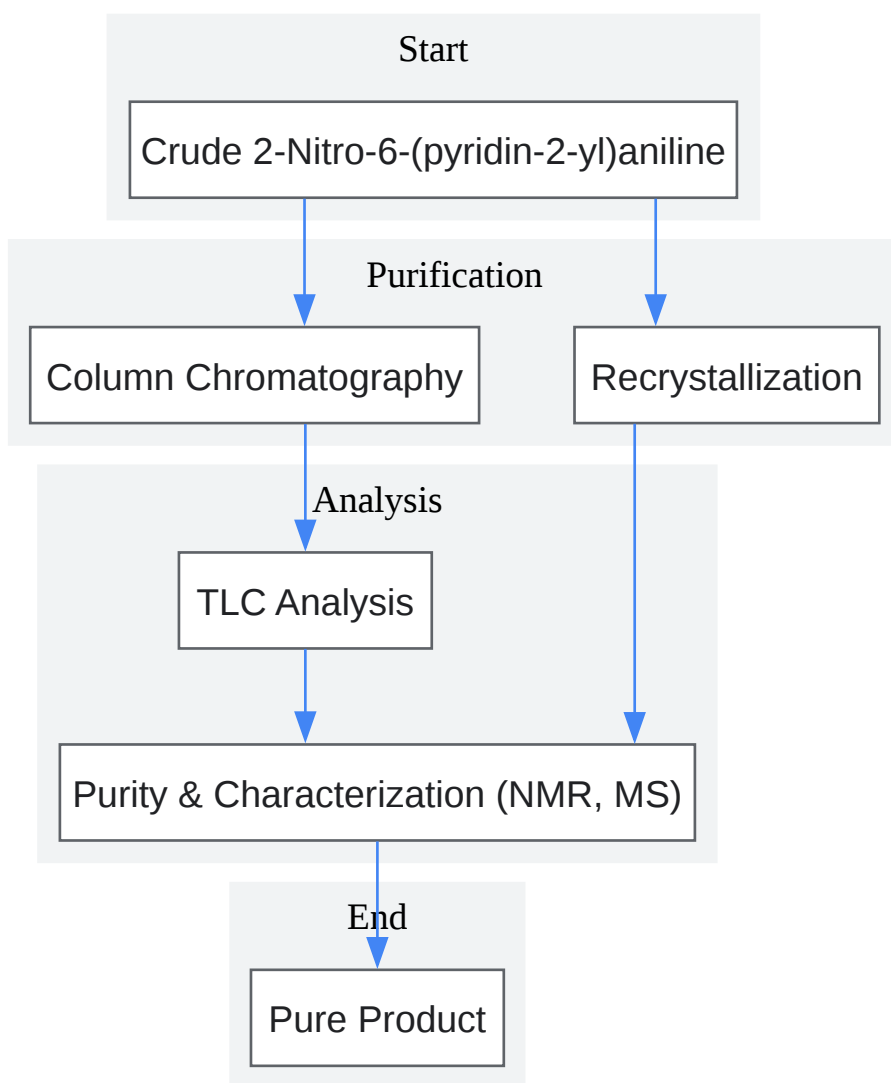 Start
Crude 2-Nitro-6-(pyridin-2-yl)aniline
Purification
Column Chromatography
Recrystallization
Analysis
TLC Analysis
Purity & Characterization (NMR, MS)
End
Pure Product